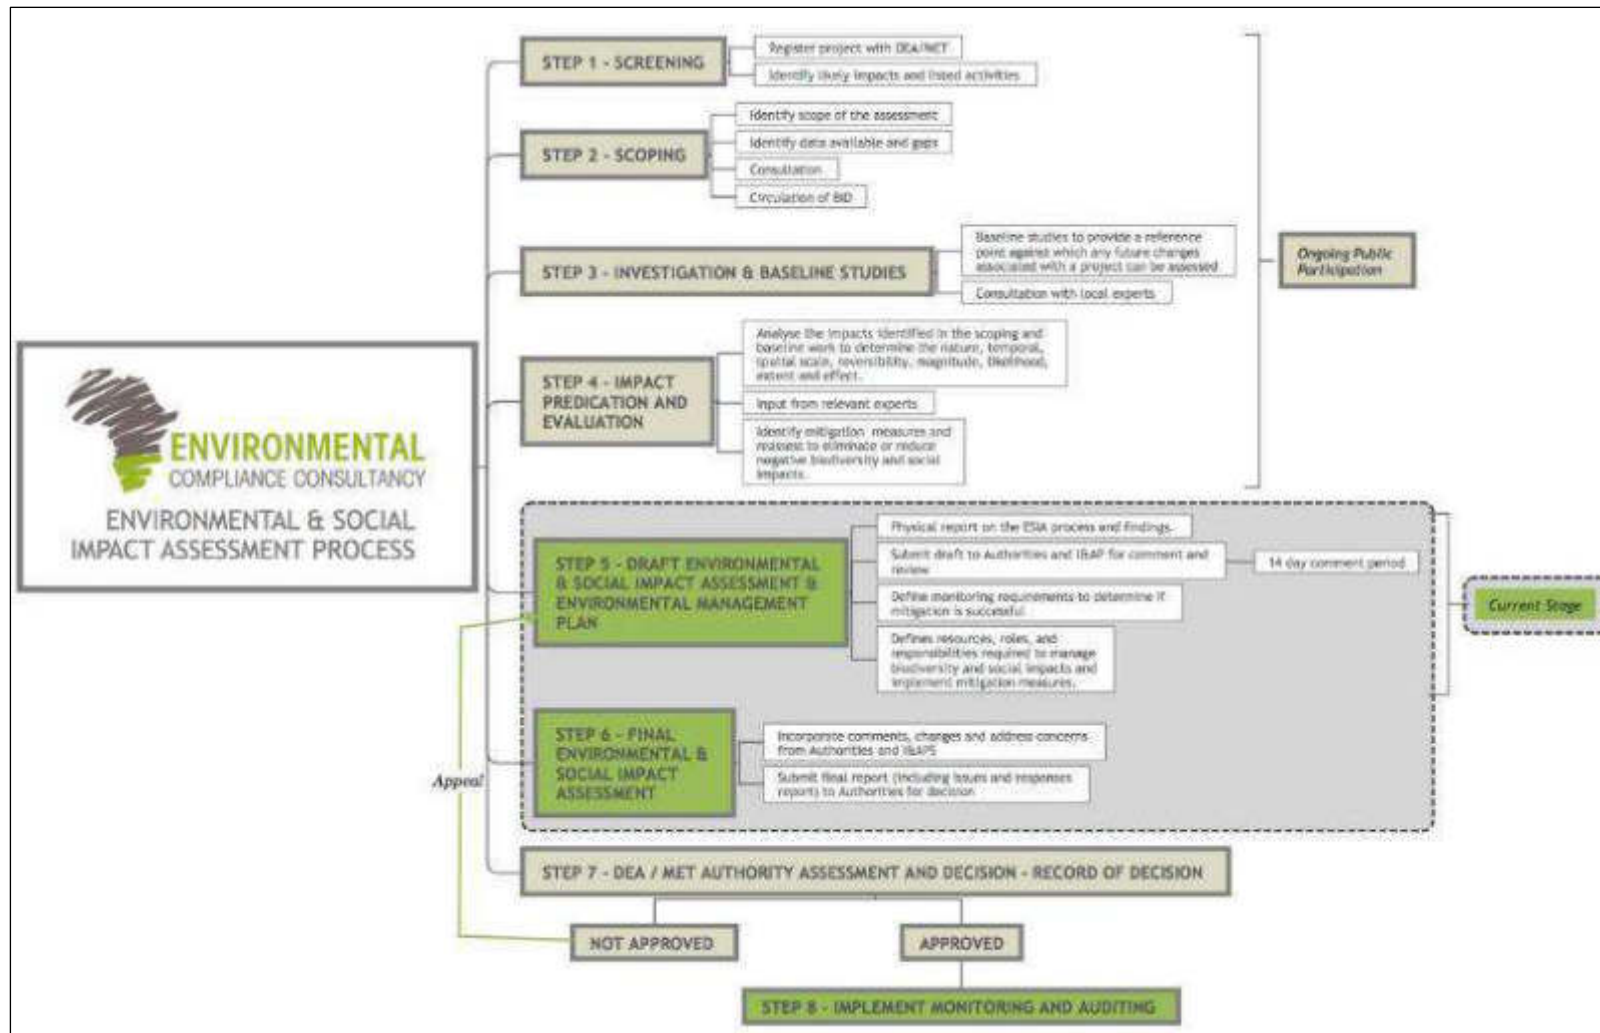 ENVIRONMENTAL
COMPLIANCE CONSULTANCY
ENVIRONMENTAL & SOCIAL
IMPACT ASSESSMENT PROCESS
STEP 1 - SCREENING
Register project with DEA/MET
Identify likely impacts and listed activities
STEP 2 - SCOPING
Identify scope of the assessment
Identify data available and gaps
Consultation
Circulation of BID
STEP 3 - INVESTIGATION & BASELINE STUDIES
Baseline studies to provide a reference
point against which any future changes
associated with a project can be assessed
Consultation with local experts
Ongoing Public
Participation
STEP 4 - IMPACT
PREDICATION AND
EVALUATION
Analyse the impacts identified in the scoping and
baseline work to determine the nature, temporal,
spatial scale, reversibility, magnitude, likelihood,
extent and effect.
Input from relevant experts
Identify mitigation measures and
reassest to eliminate or reduce
negative biodiversity and social
impacts.
STEP 5 - DRAFT ENVIRONMENTAL
& SOCIAL IMPACT ASSESSMENT &
ENVIRONMENTAL MANAGEMENT
PLAN
Physical report on the ESIA process and findings.
Submit draft to Authorities and I&AP for comment and
review
14 day comment period
Define monitoring requirements to determine if
mitigation is successful
Defines resources, roles, and
responsibilities required to manage
biodiversity and social impacts and
implement mitigation measures.
Current Stage
STEP 6 - FINAL
ENVIRONMENTAL &
SOCIAL IMPACT
ASSESSMENT
Incorporate comments, changes and address concerns
from Authorities and I&APS
Submit final report (including issues and responses
report) to Authorities for decision
Appeal
STEP 7 - DEA / MET AUTHORITY ASSESSMENT AND DECISION - RECORD OF DECISION
NOT APPROVED
APPROVED
STEP 8 - IMPLEMENT MONITORING AND AUDITING